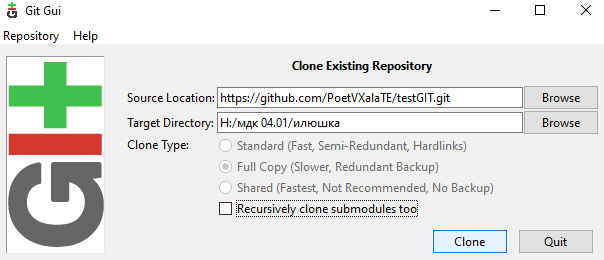 Git Gui
Repository Help
Clone Existing Repository
Source Location: https://github.com/PoetVXalaTE/testGIT.git Browse
Target Directory: H:/мдк 04.01/илюшка Browse
Clone Type: Standard (Fast, Semi-Redundant, Hardlinks)
Full Copy (Slower, Redundant Backup)
Shared (Fastest, Not Recommended, No Backup)
Recursively clone submodules too
Clone Quit